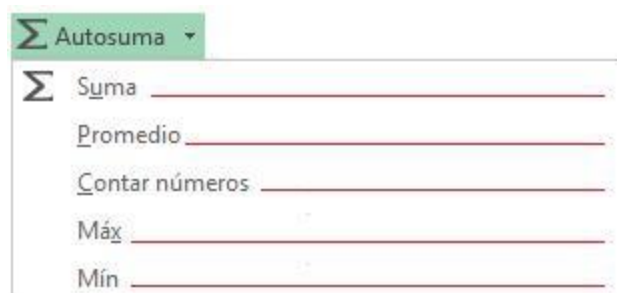 Σ Autosuma
Σ Suma
Promedio
Contar números
Máx
Mín